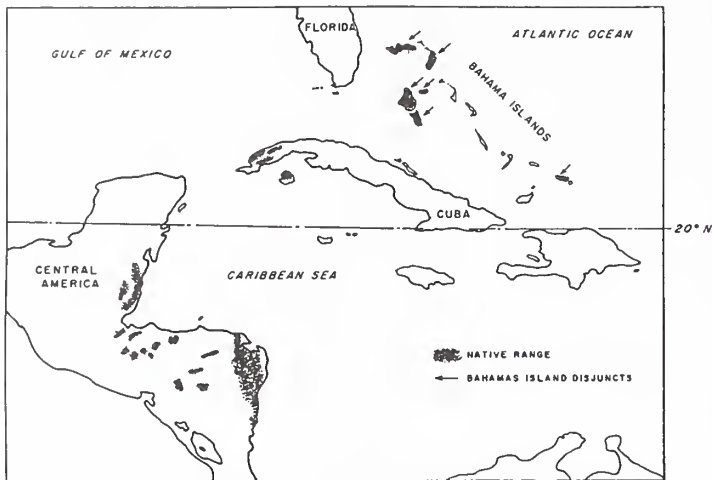 FLORIDA
ATLANTIC OCEAN
GULF OF MEXICO
BAHAMA ISLANDS
CUBA
20° N
CENTRAL
AMERICA
CARIBBEAN SEA
NATIVE RANGE
BAHAMAS ISLAND DISJUNCTS